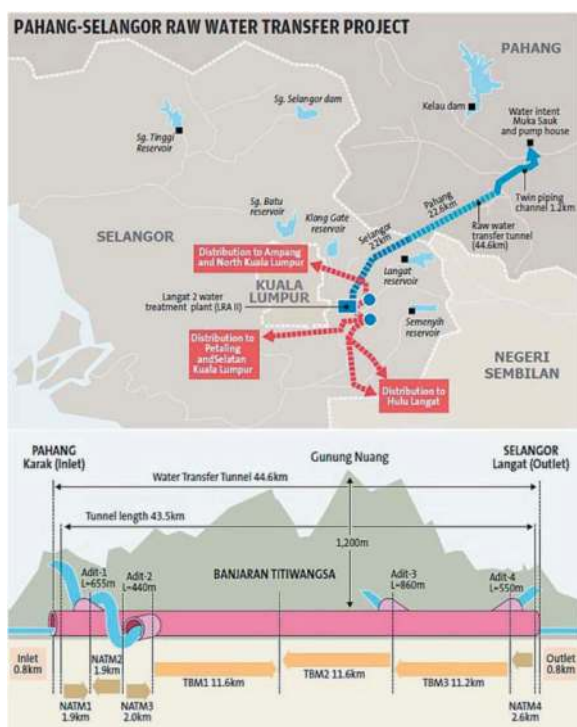 PAHANG-SELANGOR RAW WATER TRANSFER PROJECT
PAHANG
Kelau dam
Water intent
Muka Sauk
and pump house
Sg. Selangor dam
Sg. Tinggi
Reservoir
Twin piping
channel 1.2km
Pahang
22.6km
Raw water
transfer tunnel
(44.6km)
Sg. Batu
reservoir
Klang Gate
reservoir
Selangor
22km
SELANGOR
Distribution to Ampang
and North Kuala Lumpur
Langat
reservoir
KUALA
LUMPUR
Langat 2 water
treatment plant (LRA II)
Semenyih
reservoir
Distribution to
Petaling
andSelatan
Kuala Lumpur
NEGERI
SEMBILAN
Distribution to
Hulu Langat
PAHANG
Karak (Inlet)
Gunung Nuang
SELANGOR
Langat (Outlet)
Water Transfer Tunnel 44.6km
Tunnel length 43.5km
1,200m
Adit-1
L=655m
Adit-2
L=440m
BANJARAN TITIWANGSA
Adit-3
L=860m
Adit-4
L=550m
Inlet
0.8km
NATM2
1.9km
TBM1 11.6km
TBM2 11.6km
TBM3 11.2km
Outlet
0.8km
NATM1
1.9km
NATM3
2.0km
NATM4
2.6km